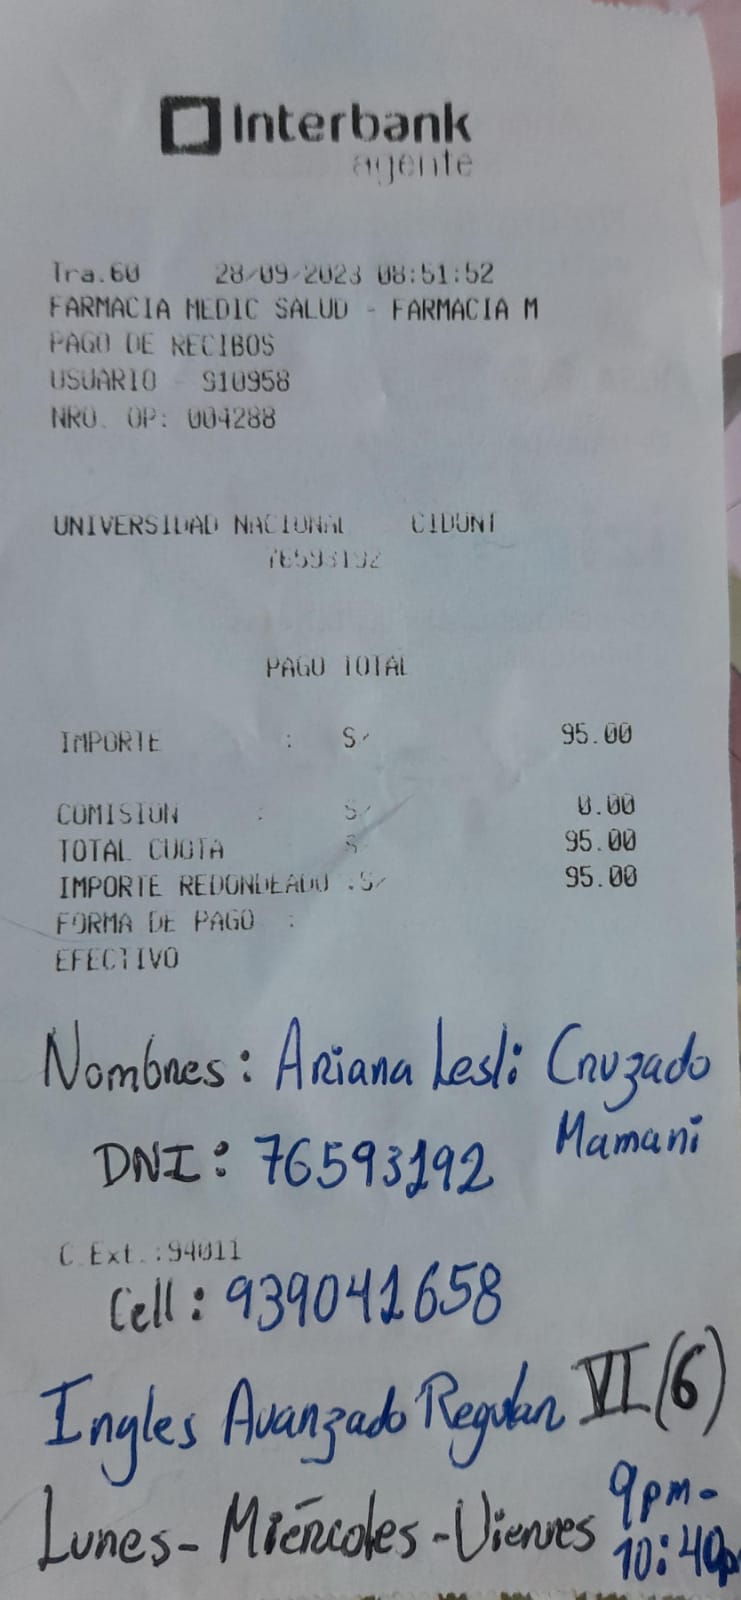 Interbank
agente
Tra.60 28/09/2023 08:51:52
FARMACIA MEDIC SALUD - FARMACIA M
PAGO DE RECIBOS
USUARIO - S10958
NRO. OP: 004288
UNIVERSIDAD NACIONAL CIDUNI
76593192
PAGO TOTAL
IMPORTE : S/ 95.00
COMISION : S/ 0.00
TOTAL CUOTA S/ 95.00
IMPORTE REDONDEADO :S/ 95.00
FORMA DE PAGO :
EFECTIVO
Nombres: Ariana Lesli Cruzado
Mamani
DNI: 76593192
C.Ext.:94011
Cell: 939041658
Ingles Avanzado Regular VI (6)
Lunes - Miércoles - Viernes 9pm-
10:40p